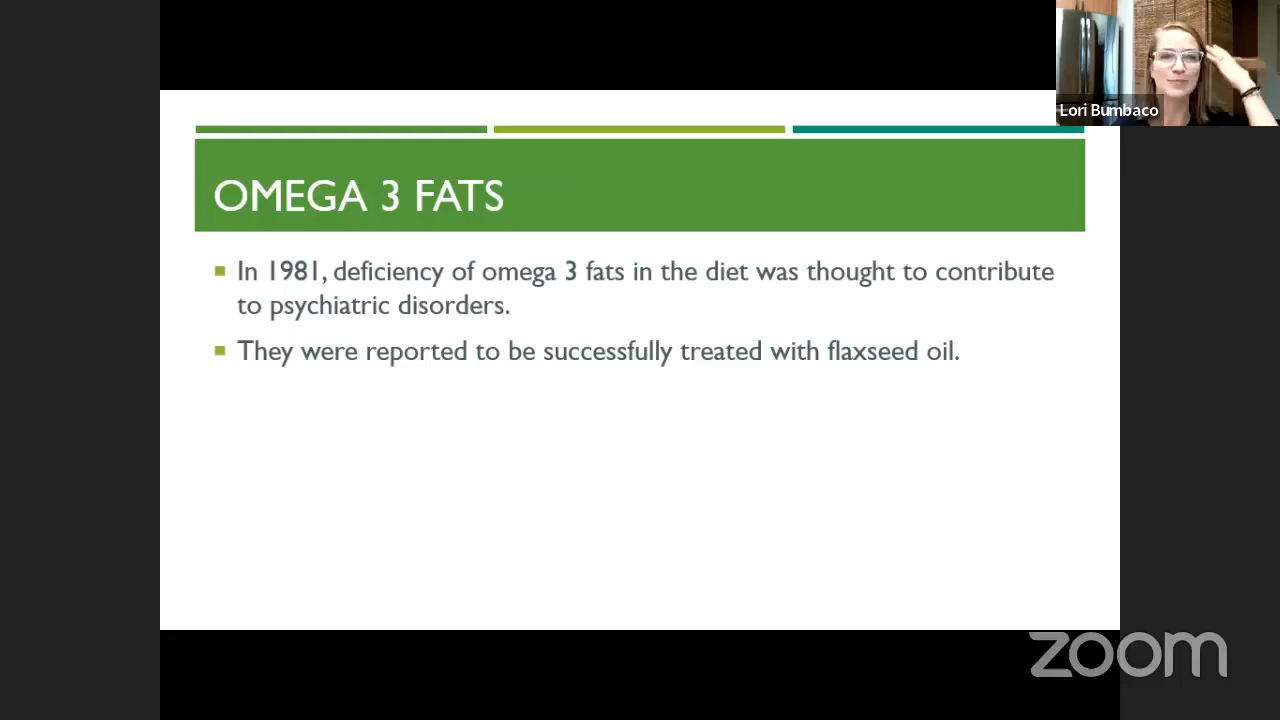 Lori Bumbaco
OMEGA 3 FATS
In 1981, deficiency of omega 3 fats in the diet was thought to contribute
to psychiatric disorders.
They were reported to be successfully treated with flaxseed oil.
zoom